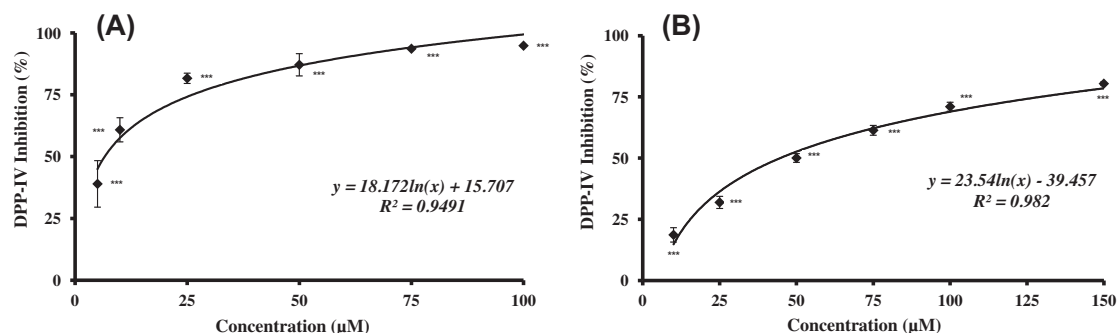 (A)
100
75
50
25
0
DPP-IV Inhibition (%)
***
***
***
***
***
***
y = 18.172ln(x) + 15.707
R² = 0.9491
0 25 50 75 100
Concentration (µM)
(B)
100
75
50
25
0
DPP-IV Inhibition (%)
***
***
***
***
***
***
y = 23.54ln(x) - 39.457
R² = 0.982
0 25 50 75 100 125 150
Concentration (µM)